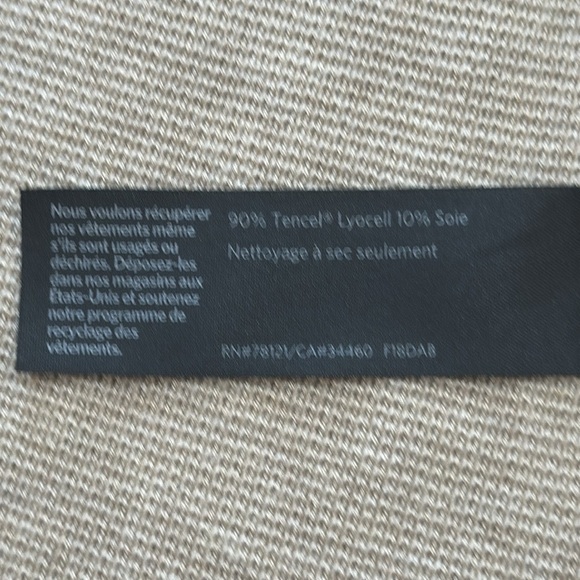 Nous voulons récupérer
nos vêtements même
s'ils sont usagés ou
déchirés. Déposez-les
dans nos magasins aux
États-Unis et soutenez
notre programme de
recyclage des
vêtements.
90% Tencel® Lyocell 10% Soie
Nettoyage à sec seulement
RN#78121/CA#34460 F18DAB